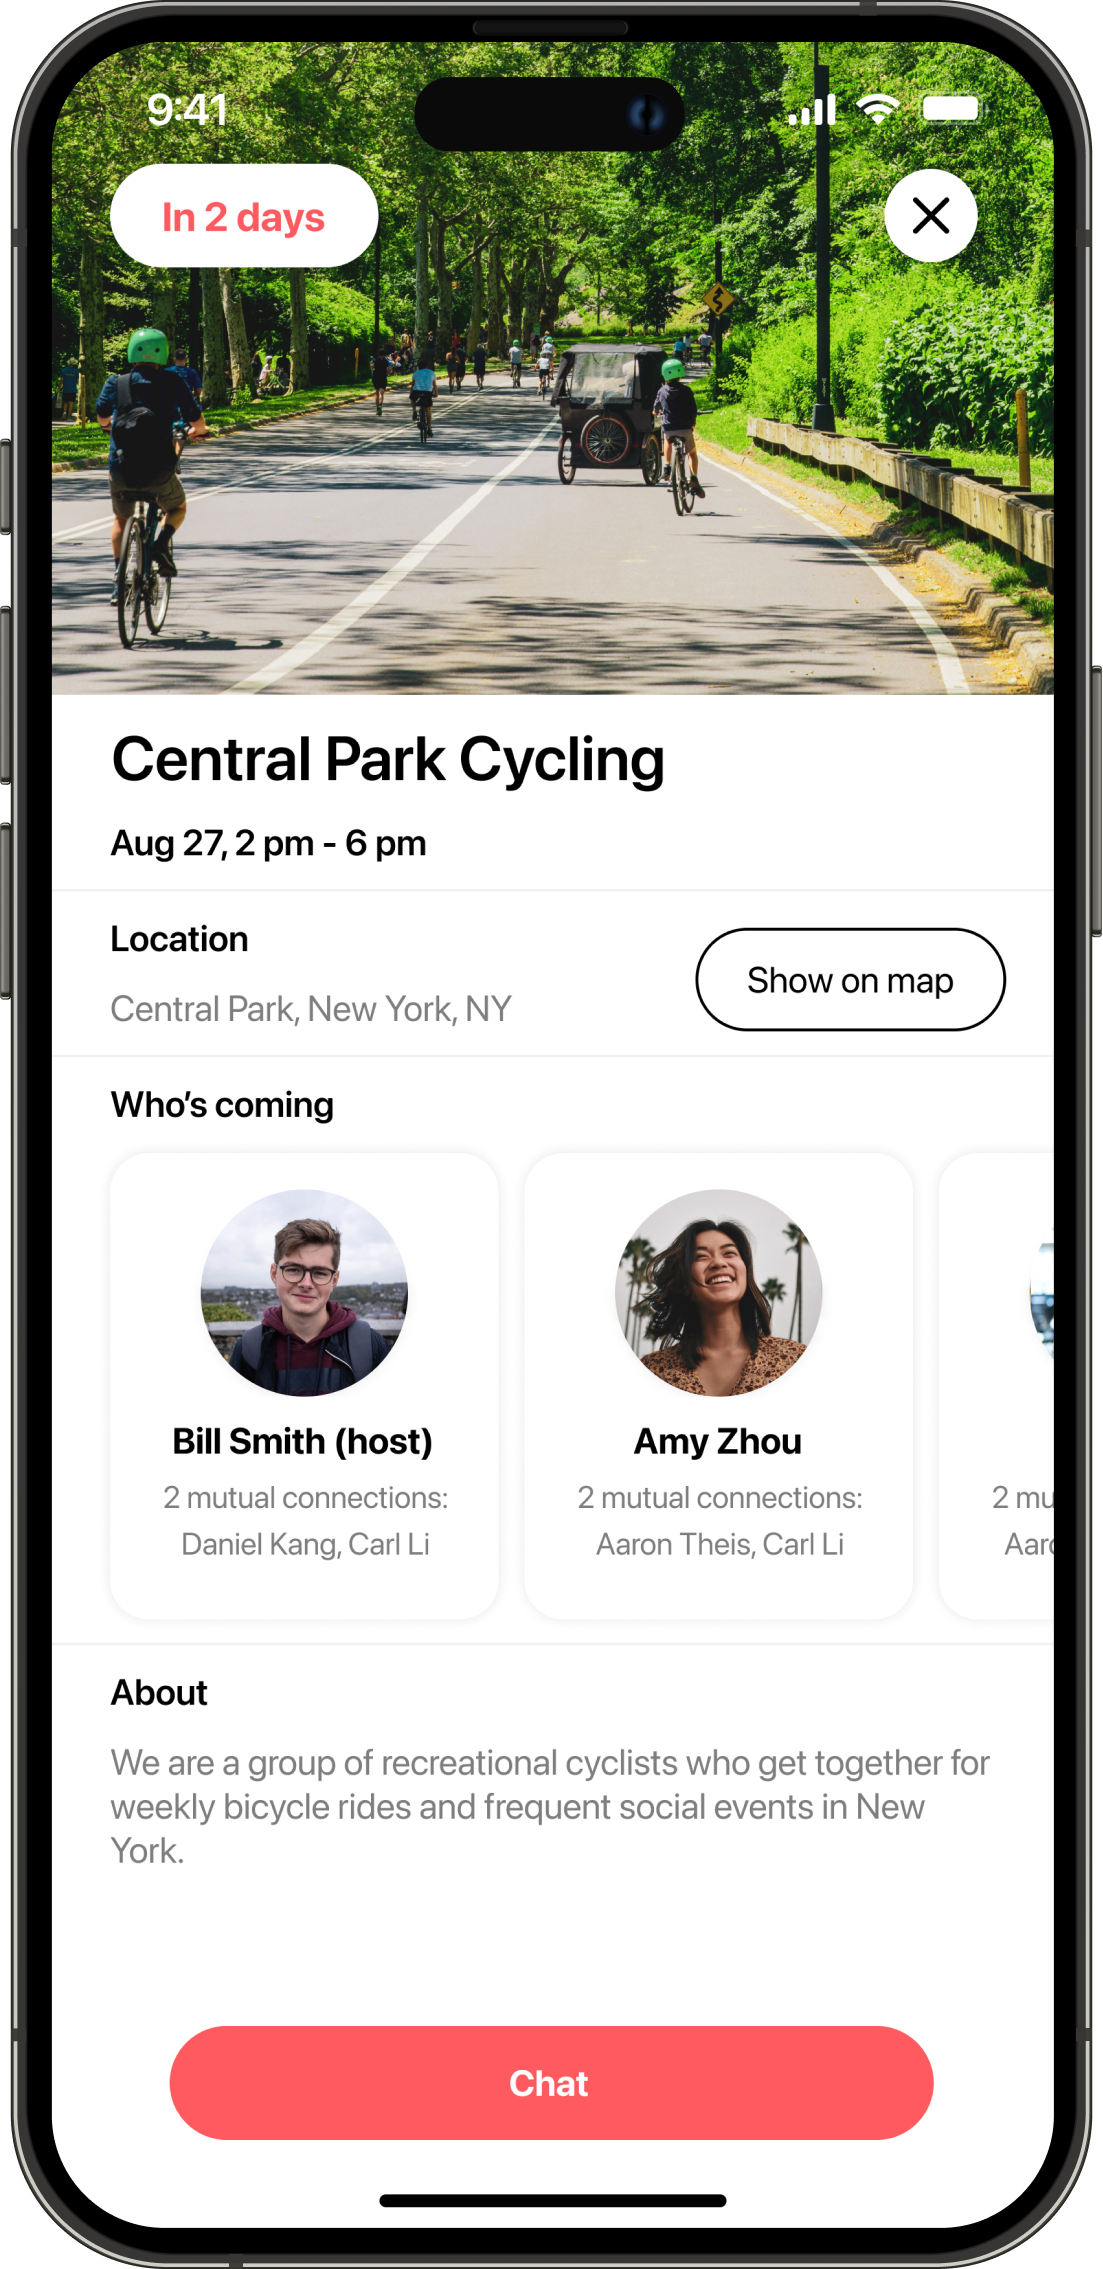 9:41
In 2 days
Central Park Cycling
Aug 27, 2 pm - 6 pm
Location
Central Park, New York, NY
Show on map
Who's coming
Bill Smith (host)
2 mutual connections:
Daniel Kang, Carl Li
Amy Zhou
2 mutual connections:
Aaron Theis, Carl Li
2 mu
Aar
About
We are a group of recreational cyclists who get together for
weekly bicycle rides and frequent social events in New
York.
Chat